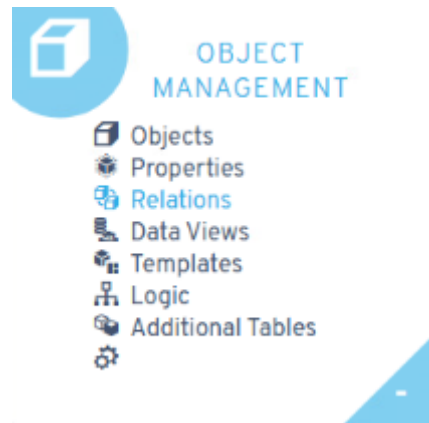 OBJECT
MANAGEMENT
Objects
Properties
Relations
Data Views
Templates
Logic
Additional Tables
-